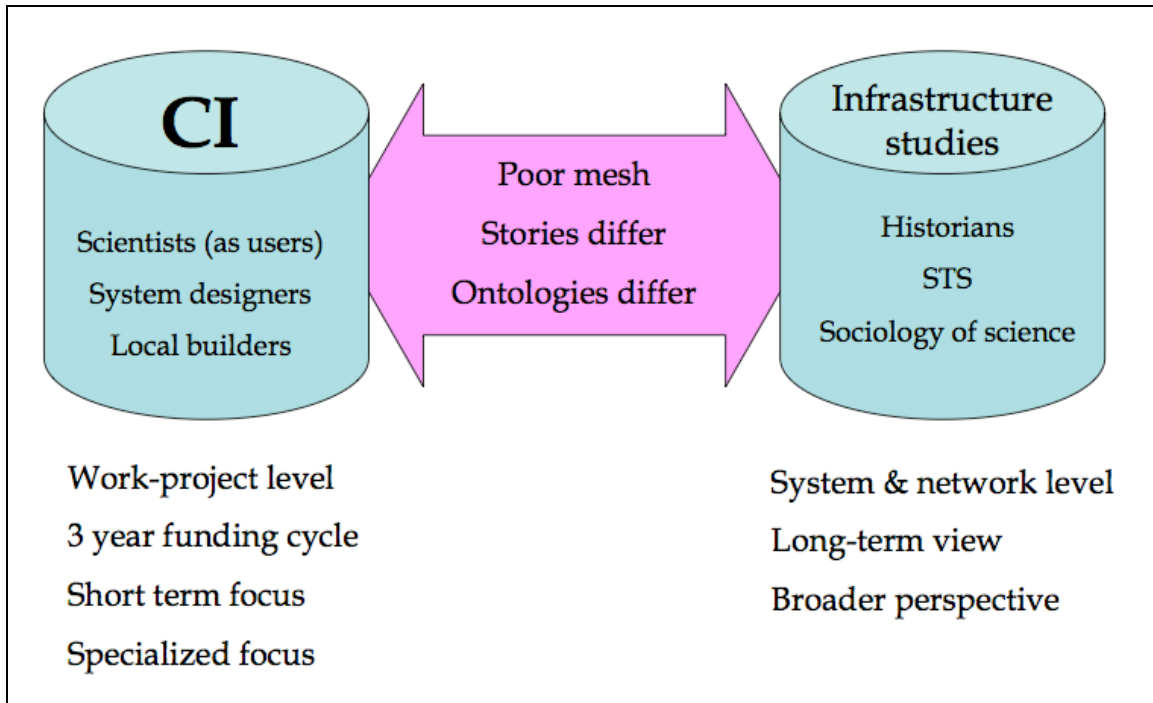 CI
Scientists (as users)
System designers
Local builders
Work-project level
3 year funding cycle
Short term focus
Specialized focus
Poor mesh
Stories differ
Ontologies differ
Infrastructure
studies
Historians
STS
Sociology of science
System & network level
Long-term view
Broader perspective